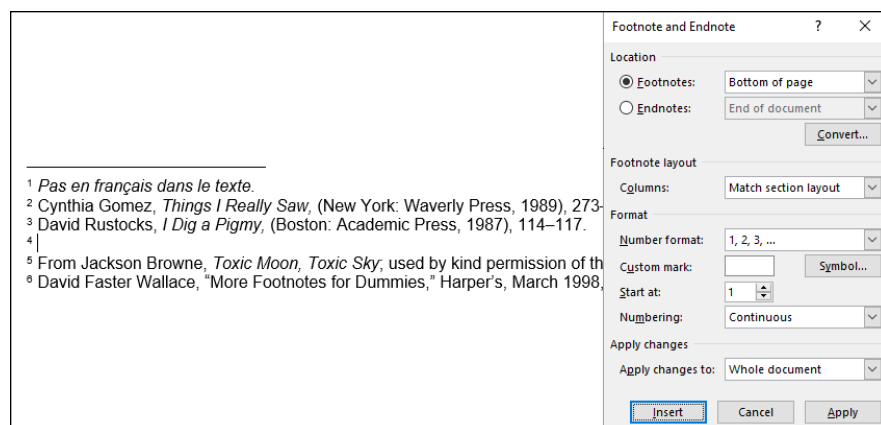 Footnote and Endnote ? ×
Location
Footnotes: Bottom of page
Endnotes: End of document
Convert...
Footnote layout
Columns: Match section layout
Format
Number format: 1, 2, 3, ...
Custom mark: Symbol...
Start at: 1
Numbering: Continuous
Apply changes
Apply changes to: Whole document
Insert Cancel Apply
1 Pas en français dans le texte.
2 Cynthia Gomez, Things I Really Saw, (New York: Waverly Press, 1989), 273-
3 David Rustocks, I Dig a Pigmy, (Boston: Academic Press, 1987), 114–117.
4
5 From Jackson Browne, Toxic Moon, Toxic Sky; used by kind permission of th
6 David Faster Wallace, “More Footnotes for Dummies,” Harper’s, March 1998,